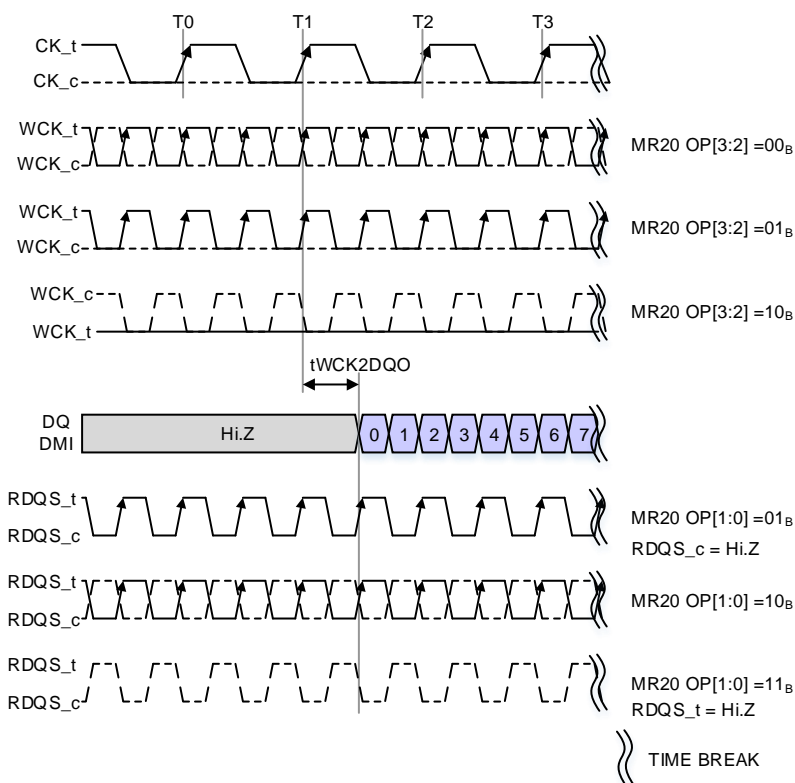 T0 T1 T2 T3
CK_t
CK_c
WCK_t
WCK_c
MR20 OP[3:2] =00B
WCK_t
WCK_c
MR20 OP[3:2] =01B
WCK_c
WCK_t
MR20 OP[3:2] =10B
tWCK2DQO
DQ
DMI
Hi.Z 0 1 2 3 4 5 6 7
RDQS_t
RDQS_c
MR20 OP[1:0] =01B
RDQS_c = Hi.Z
RDQS_t
RDQS_c
MR20 OP[1:0] =10B
RDQS_t
RDQS_c
MR20 OP[1:0] =11B
RDQS_t = Hi.Z
TIME BREAK